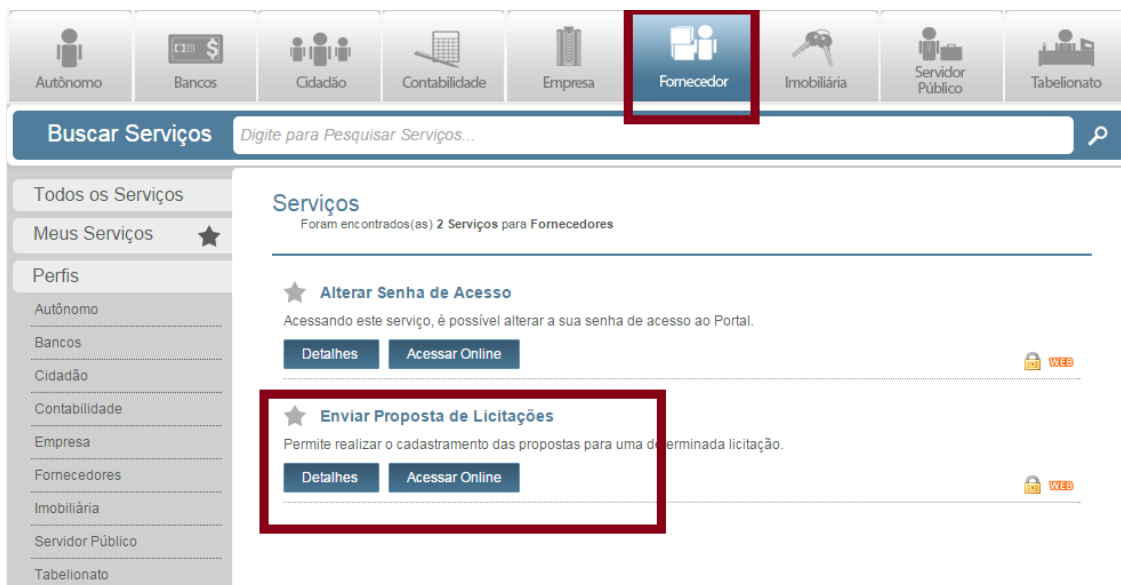 Autônomo
Bancos
Cidadão
Contabilidade
Empresa
Fornecedor
Imobiliária
Servidor
Público
Tabelionato
Buscar Serviços
Digite para Pesquisar Serviços...
Todos os Serviços
Meus Serviços
Perfis
Autônomo
Bancos
Cidadão
Contabilidade
Empresa
Fornecedores
Imobiliária
Servidor Público
Tabelionato
Serviços
Foram encontrados(as) 2 Serviços para Fornecedores
Alterar Senha de Acesso
Acessando este serviço, é possível alterar a sua senha de acesso ao Portal.
Detalhes
Acessar Online
WEB
Enviar Proposta de Licitações
Permite realizar o cadastramento das propostas para uma determinada licitação.
Detalhes
Acessar Online
WEB